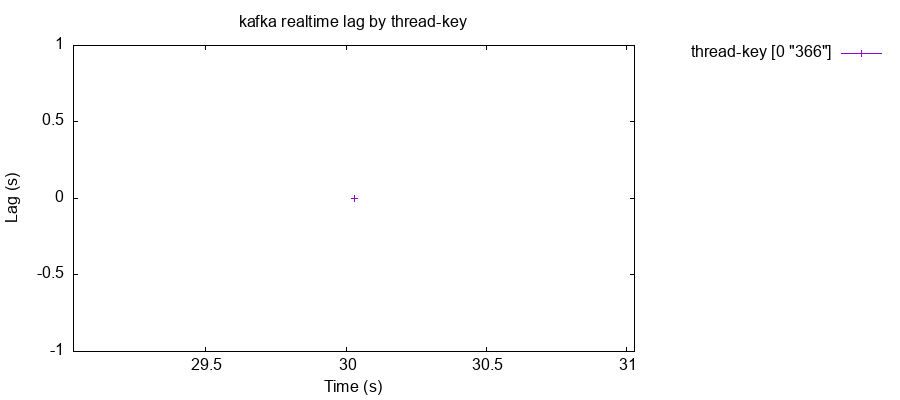 kafka realtime lag by thread-key
thread-key [0 "366"]
1
0.5
0
-0.5
-1
Lag (s)
29.5 30 30.5 31
Time (s)